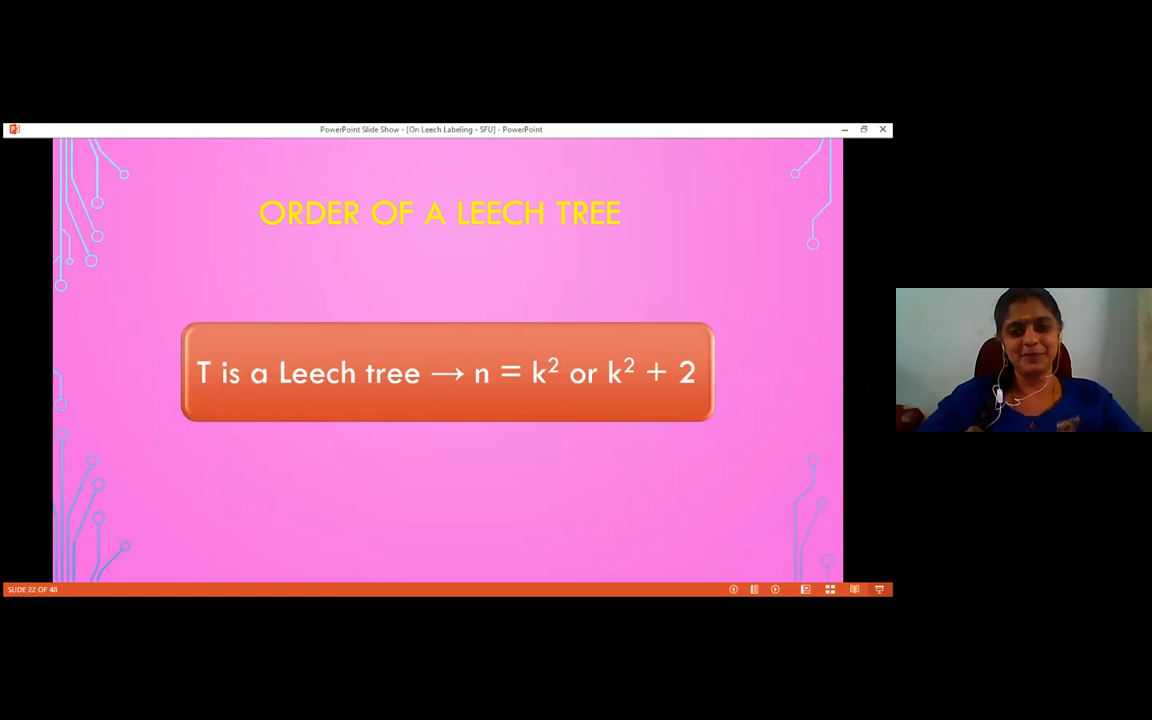 PowerPoint Slide Show - [On Leech Labeling - SFU] - PowerPoint
ORDER OF A LEECH TREE
T is a Leech tree → n = k² or k² + 2
SLIDE 22 OF 48